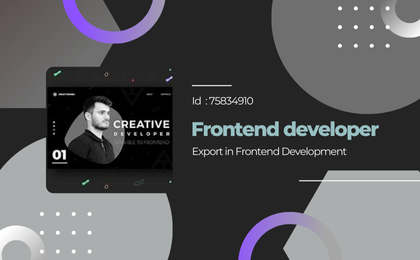 CREATIVE
DEVELOPER
01
Id : 75834910
Frontend developer
Export in Frontend Development